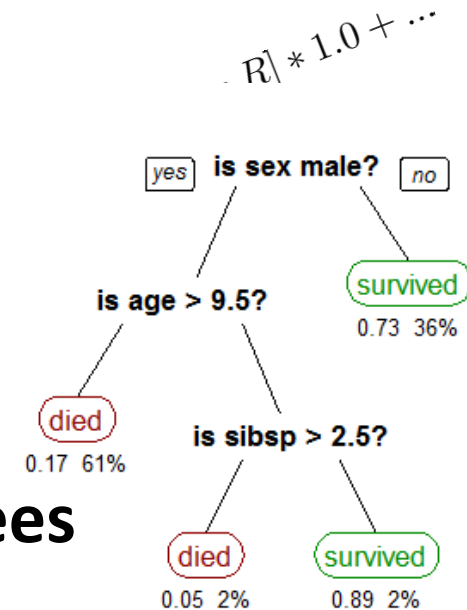 R] * 1.0 + ...
yes is sex male? no
is age > 9.5?
survived
0.73 36%
died
0.17 61%
is sibsp > 2.5?
ees
died survived
0.05 2% 0.89 2%